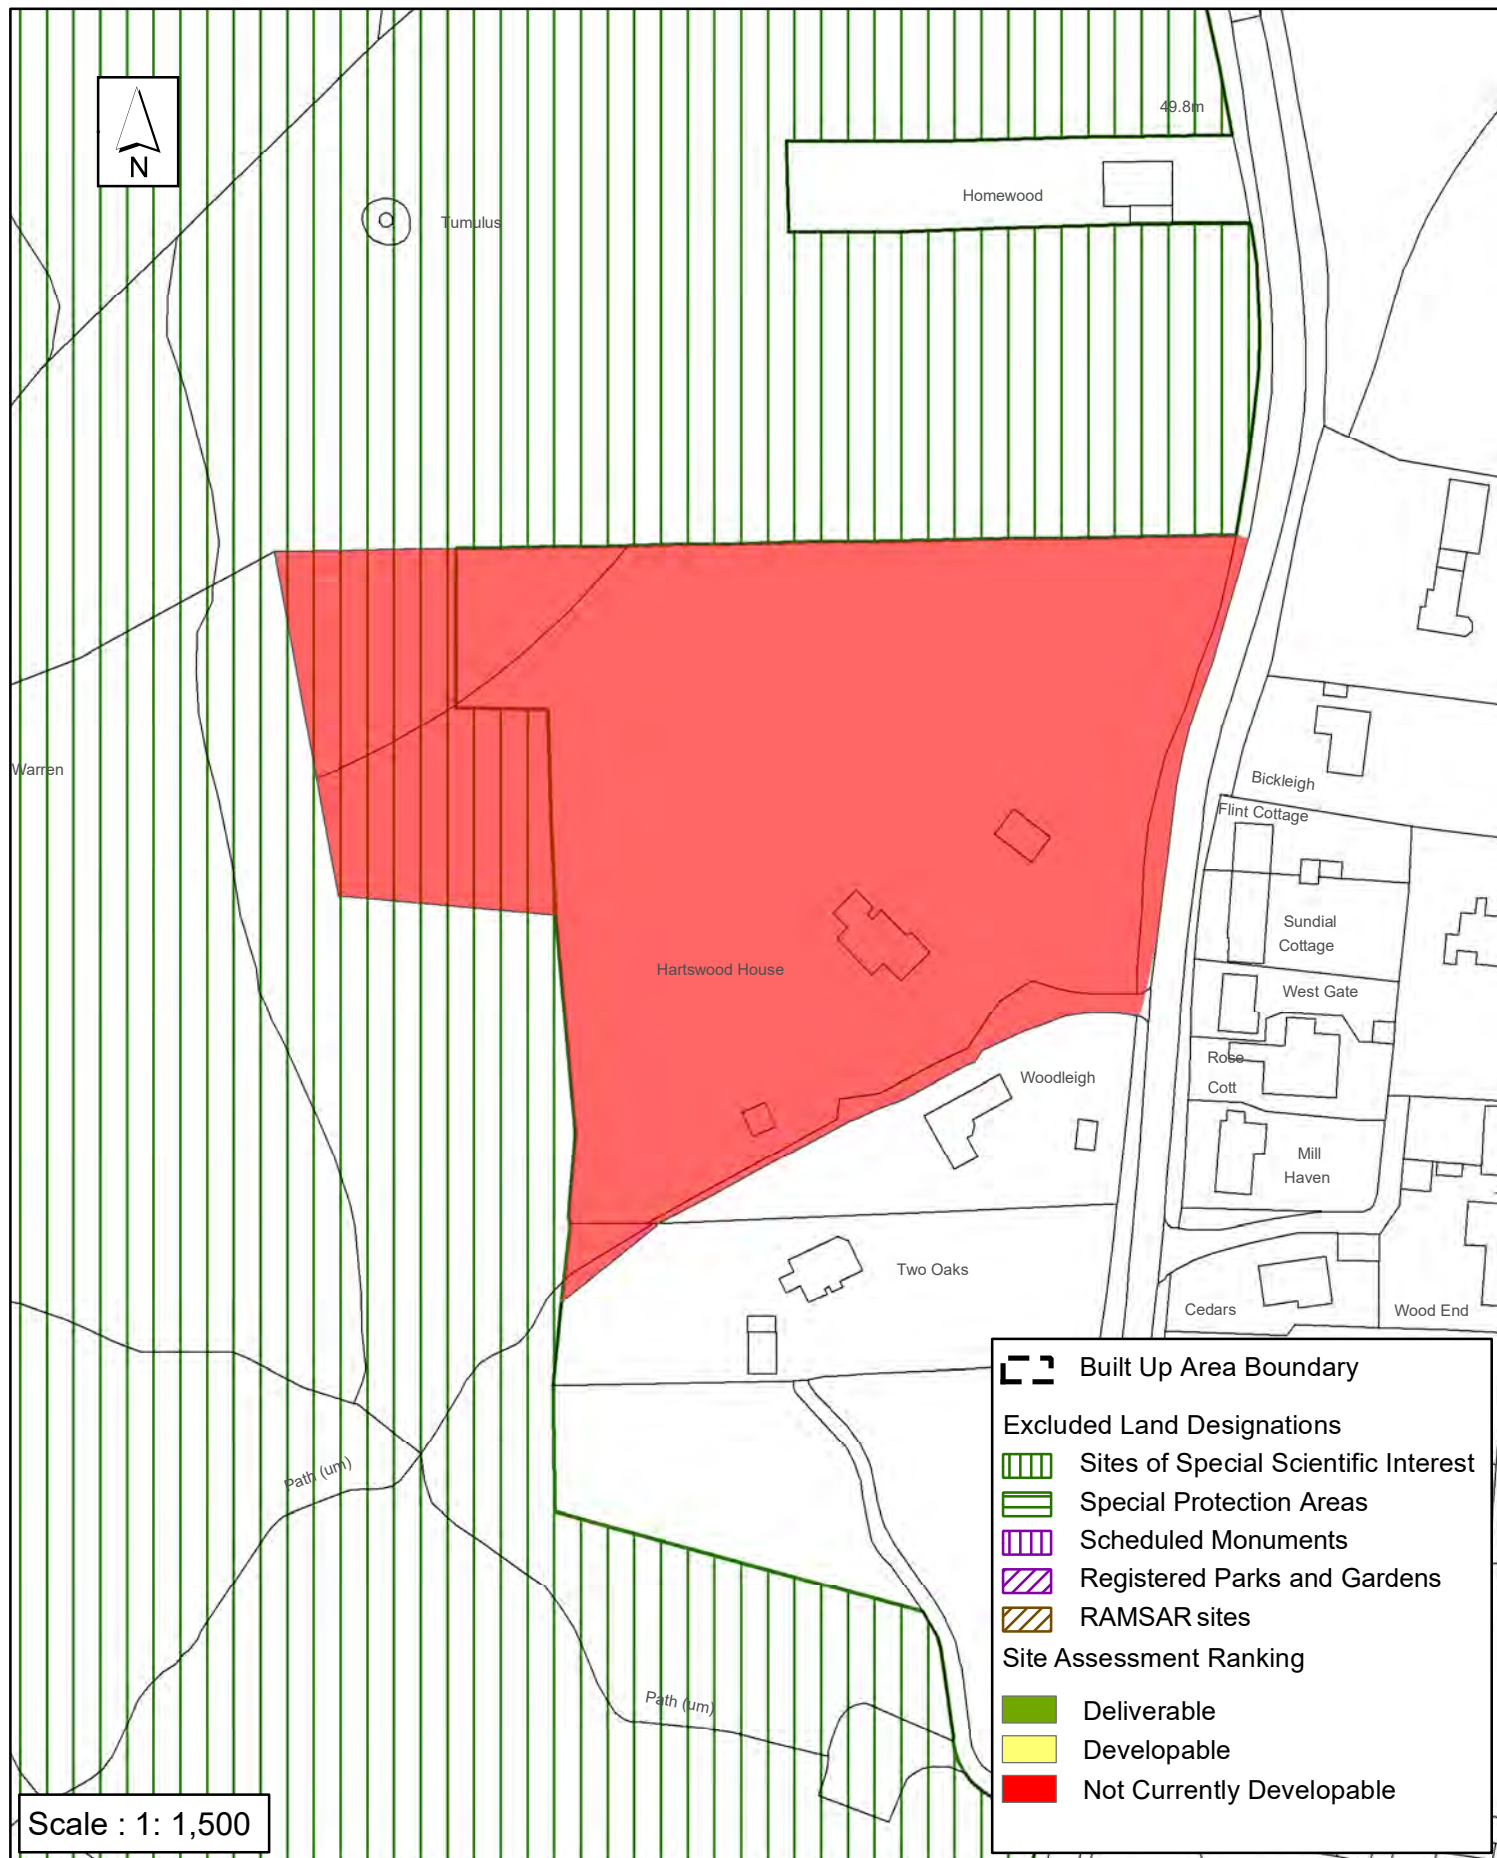 49.8m
N
Homewood
Tumulus
Warren
Bickleigh
Flint Cottage
Sundial
Cottage
Hartswood House
West Gate
Rose
Cott
Woodleigh
Mill
Haven
Two Oaks
Cedars
Wood End
Path (um)
Path (um)
Built Up Area Boundary
Excluded Land Designations
Sites of Special Scientific Interest
Special Protection Areas
Scheduled Monuments
Registered Parks and Gardens
RAMSAR sites
Site Assessment Ranking
Deliverable
Developable
Not Currently Developable
Scale : 1: 1,500